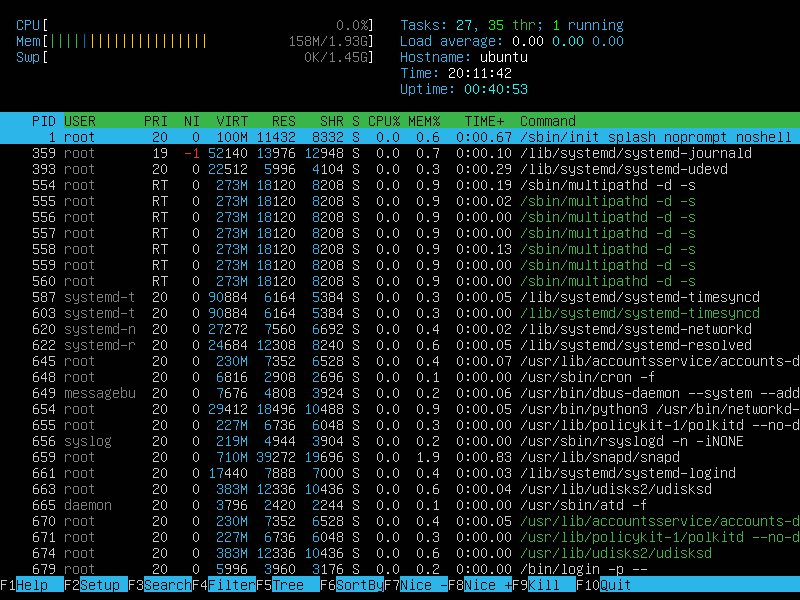 CPU[ 0.0%] Tasks: 27, 35 thr; 1 running
Mem[||||||||||||||||||||158M/1.93G] Load average: 0.00 0.00 0.00
Swp[ 0K/1.45G] Hostname: ubuntu
Time: 20:11:42
Uptime: 00:40:53
PID USER PRI NI VIRT RES SHR S CPU% MEM% TIME+ Command
1 root 20 0 100M 11432 8332 S 0.0 0.6 0:00.67 /sbin/init splash noprompt noshell
359 root 19 -1 52140 13976 12948 S 0.0 0.7 0:00.10 /lib/systemd/systemd-journald
393 root 20 0 22512 5996 4104 S 0.0 0.3 0:00.29 /lib/systemd/systemd-udevd
554 root RT 0 273M 18120 8208 S 0.0 0.9 0:00.19 /sbin/multipathd -d -s
555 root RT 0 273M 18120 8208 S 0.0 0.9 0:00.02 /sbin/multipathd -d -s
556 root RT 0 273M 18120 8208 S 0.0 0.9 0:00.00 /sbin/multipathd -d -s
557 root RT 0 273M 18120 8208 S 0.0 0.9 0:00.00 /sbin/multipathd -d -s
558 root RT 0 273M 18120 8208 S 0.0 0.9 0:00.13 /sbin/multipathd -d -s
559 root RT 0 273M 18120 8208 S 0.0 0.9 0:00.00 /sbin/multipathd -d -s
560 root RT 0 273M 18120 8208 S 0.0 0.9 0:00.00 /sbin/multipathd -d -s
587 systemd-t 20 0 90884 6164 5384 S 0.0 0.3 0:00.05 /lib/systemd/systemd-timesyncd
603 systemd-t 20 0 90884 6164 5384 S 0.0 0.3 0:00.00 /lib/systemd/systemd-timesyncd
620 systemd-n 20 0 27272 7560 6692 S 0.0 0.4 0:00.02 /lib/systemd/systemd-networkd
622 systemd-r 20 0 24684 12308 8240 S 0.0 0.6 0:00.05 /lib/systemd/systemd-resolved
645 root 20 0 230M 7352 6528 S 0.0 0.4 0:00.07 /usr/lib/accountsservice/accounts-d
648 root 20 0 6816 2908 2696 S 0.0 0.1 0:00.00 /usr/sbin/cron -f
649 messagebu 20 0 7676 4808 3924 S 0.0 0.2 0:00.06 /usr/bin/dbus-daemon --system --add
654 root 20 0 29412 18496 10488 S 0.0 0.9 0:00.05 /usr/bin/python3 /usr/bin/networkd-
655 root 20 0 227M 6736 6048 S 0.0 0.3 0:00.01 /usr/lib/policykit-1/polkitd --no-d
656 syslog 20 0 219M 4944 3904 S 0.0 0.2 0:00.00 /usr/sbin/rsyslogd -n -iNONE
659 root 20 0 710M 39272 19696 S 0.0 1.9 0:00.83 /usr/lib/snapd/snapd
661 root 20 0 17440 7888 7000 S 0.0 0.4 0:00.03 /lib/systemd/systemd-logind
663 root 20 0 383M 12336 10436 S 0.0 0.6 0:00.04 /usr/lib/udisks2/udisksd
665 daemon 20 0 3796 2420 2244 S 0.0 0.1 0:00.00 /usr/sbin/atd -f
670 root 20 0 230M 7352 6528 S 0.0 0.4 0:00.05 /usr/lib/accountsservice/accounts-d
671 root 20 0 227M 6736 6048 S 0.0 0.3 0:00.00 /usr/lib/policykit-1/polkitd --no-d
674 root 20 0 383M 12336 10436 S 0.0 0.6 0:00.00 /usr/lib/udisks2/udisksd
679 root 20 0 5996 3960 3176 S 0.0 0.2 0:00.00 /bin/login -p --
F1Help F2Setup F3SearchF4FilterF5Tree F6SortByF7Nice -F8Nice +F9Kill F10Quit